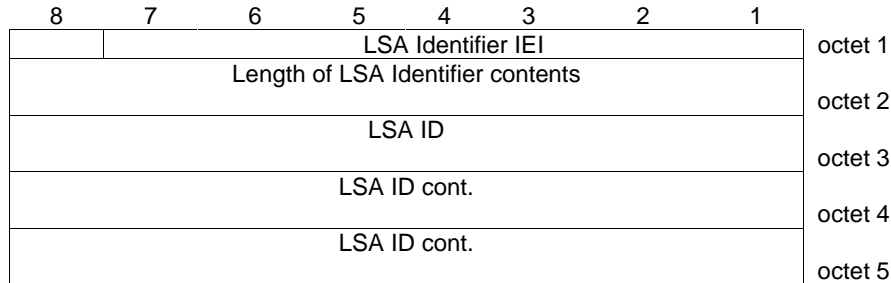 8 7 6 5 4 3 2 1
LSA Identifier IEI octet 1
Length of LSA Identifier contents
octet 2
LSA ID
octet 3
LSA ID cont.
octet 4
LSA ID cont.
octet 5